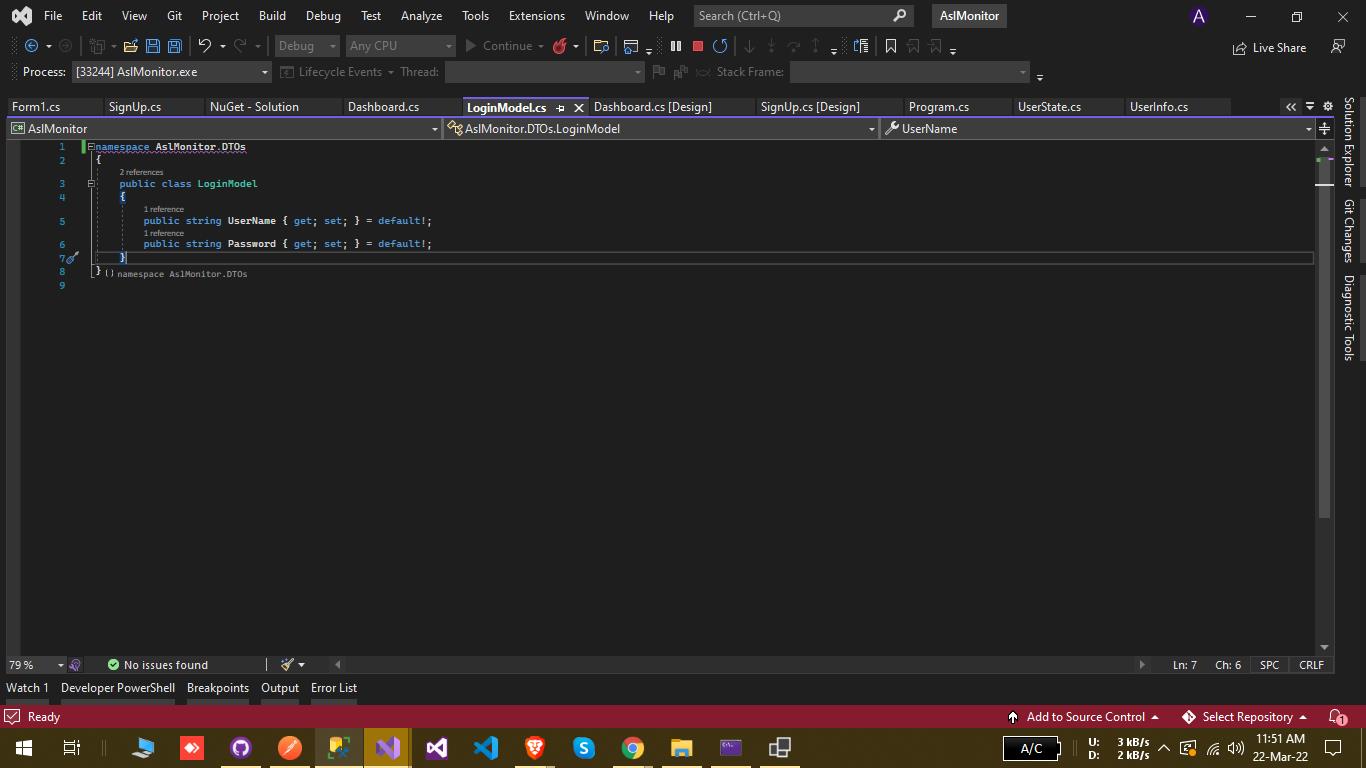 File Edit View Git Project Build Debug Test Analyze Tools Extensions Window Help Search (Ctrl+Q) AslMonitor A
Debug Any CPU Continue Live Share
Process: [33244] AslMonitor.exe Lifecycle Events Thread: Stack Frame:
Form1.cs SignUp.cs NuGet - Solution Dashboard.cs LoginModel.cs Dashboard.cs [Design] SignUp.cs [Design] Program.cs UserState.cs UserInfo.cs
C# AslMonitor AslMonitor.DTOs.LoginModel UserName
1 namespace AslMonitor.DTOs
2 {
2 references
3 public class LoginModel
4 {
1 reference
5 public string UserName { get; set; } = default!;
1 reference
6 public string Password { get; set; } = default!;
7 }
8 } {} namespace AslMonitor.DTOs
9
Solution Explorer
Git Changes
Diagnostic Tools
79 % No issues found Ln: 7 Ch: 6 SPC CRLF
Watch 1 Developer PowerShell Breakpoints Output Error List
Ready Add to Source Control Select Repository 1
A/C U: 3 kB/s 11:51 AM
D: 2 kB/s 22-Mar-22